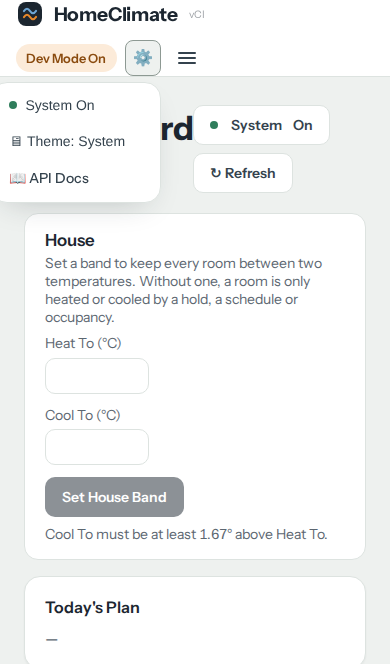 HomeClimate vCI
Dev Mode On
System On
Theme: System
API Docs
rd
System On
↻ Refresh
House
Set a band to keep every room between two
temperatures. Without one, a room is only
heated or cooled by a hold, a schedule or
occupancy.
Heat To (°C)
Cool To (°C)
Set House Band
Cool To must be at least 1.67° above Heat To.
Today's Plan
—